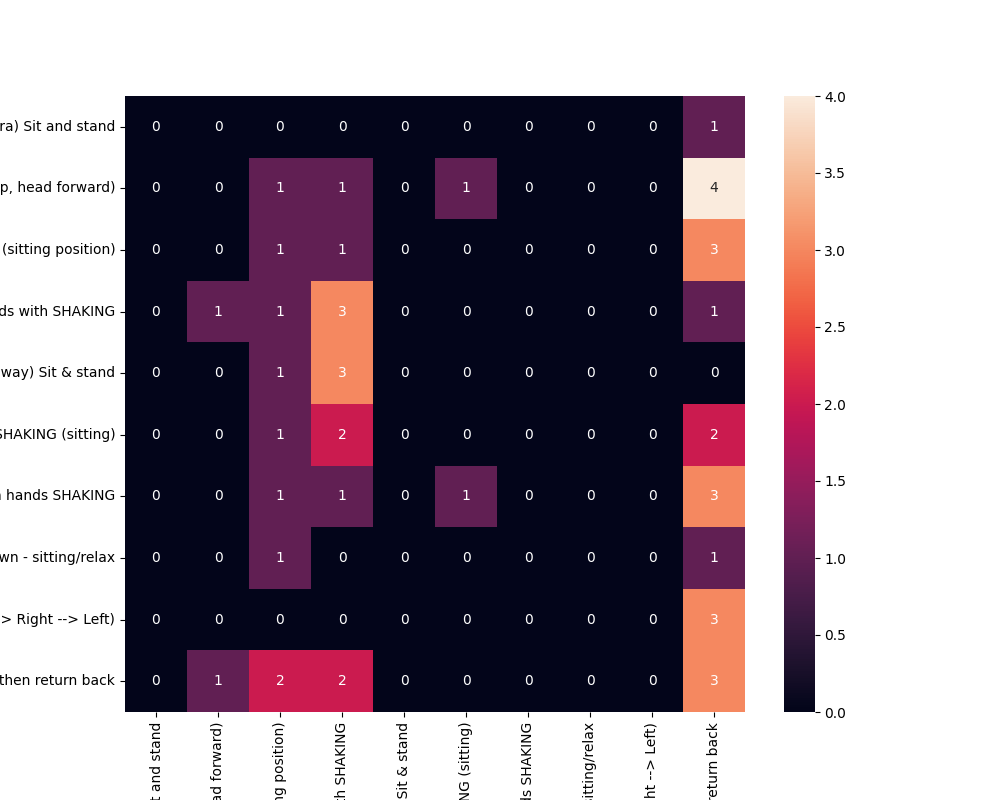 ra) Sit and stand 0 0 0 0 0 0 0 0 0 1
p, head forward) 0 0 1 1 0 1 0 0 0 4
(sitting position) 0 0 1 1 0 0 0 0 0 3
ds with SHAKING 0 1 1 3 0 0 0 0 0 1
way) Sit & stand 0 0 1 3 0 0 0 0 0 0
SHAKING (sitting) 0 0 1 2 0 0 0 0 0 2
hands SHAKING 0 0 1 1 0 1 0 0 0 3
wn - sitting/relax 0 0 1 0 0 0 0 0 0 1
> Right --> Left) 0 0 0 0 0 0 0 0 0 3
then return back 0 1 2 2 0 0 0 0 0 3
t and stand
ad forward)
ng position)
th SHAKING
Sit & stand
NG (sitting)
ds SHAKING
sitting/relax
ht --> Left)
return back
4.0
3.5
3.0
2.5
2.0
1.5
1.0
0.5
0.0